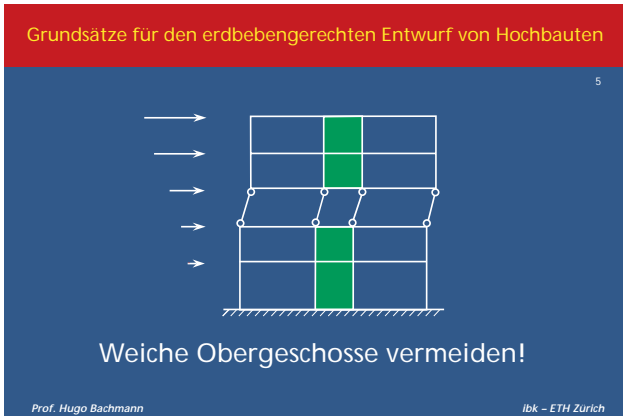 Grundsätze für den erdbebengerechten Entwurf von Hochbauten
5
Weiche Obergeschosse vermeiden!
Prof. Hugo Bachmann
ibk – ETH Zürich